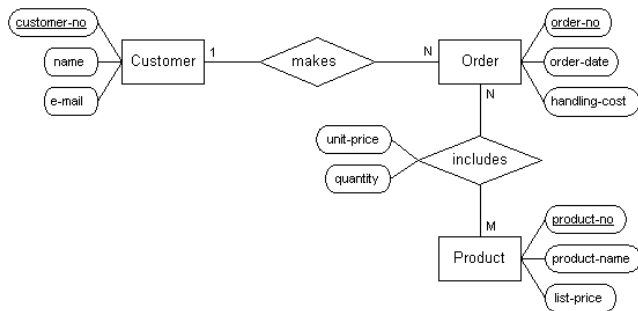 customer-no
name
e-mail
Customer
1
makes
N
Order
order-no
order-date
handling-cost
N
unit-price
quantity
includes
M
Product
product-no
product-name
list-price